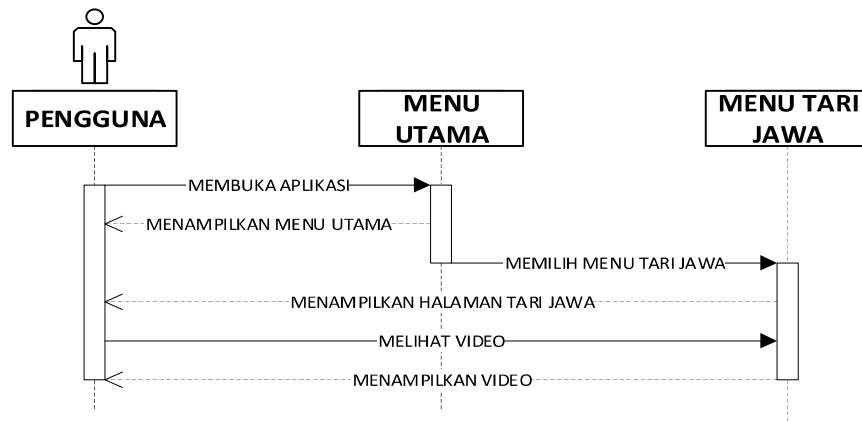 PENGGUNA
MENU
UTAMA
MENU TARI
JAWA
MEMBUKA APLIKASI
MENAMPILKAN MENU UTAMA
MEMILIH MENU TARI JAWA
MENAMPILKAN HALAMAN TARI JAWA
MELIHAT VIDEO
MENAMPILKAN VIDEO